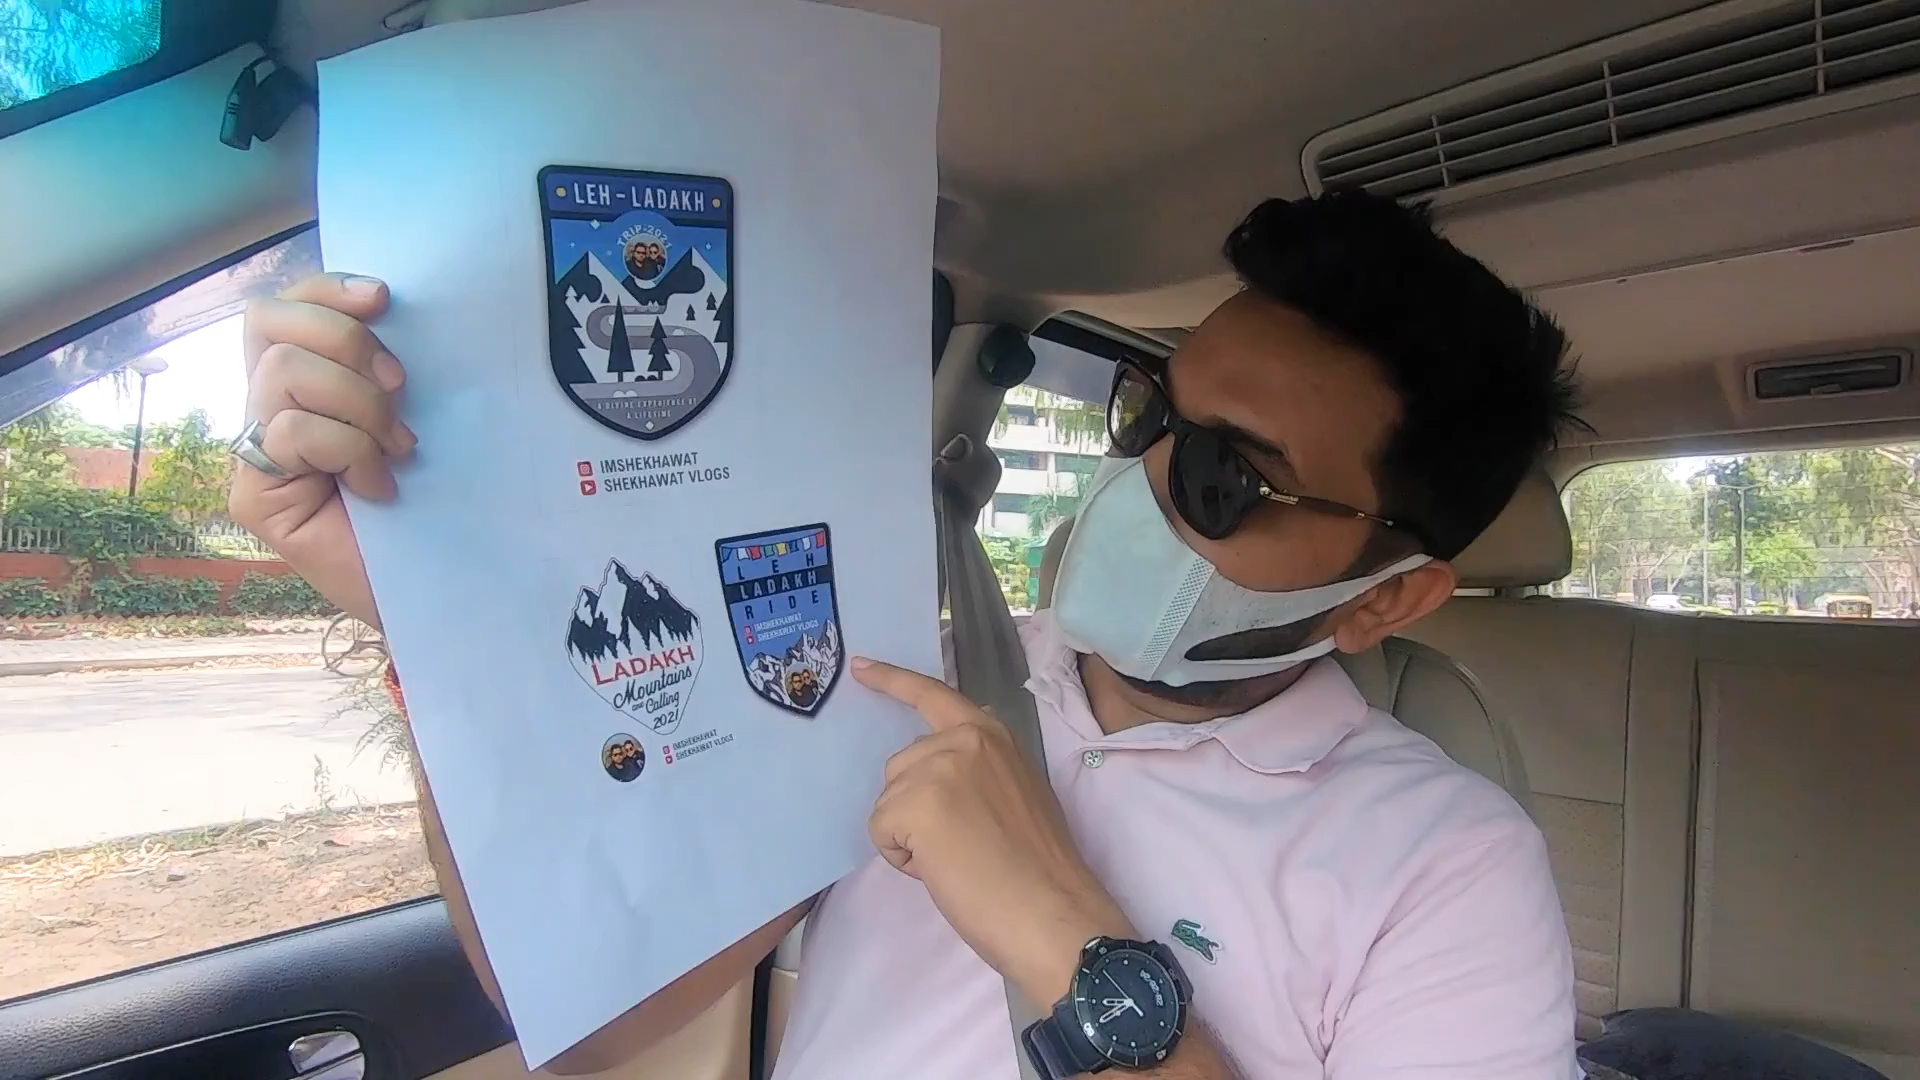 LEH - LADAKH
TRIP-2021
A DIVINE EXPERIENCE OF
A LIFETIME
IMSHEKHAWAT
SHEKHAWAT VLOGS
LEH
LADAKH
RIDE
IMSHEKHAWAT
SHEKHAWAT VLOGS
LADAKH
Mountains
are
Calling
2021
IMSHEKHAWAT
SHEKHAWAT VLOGS